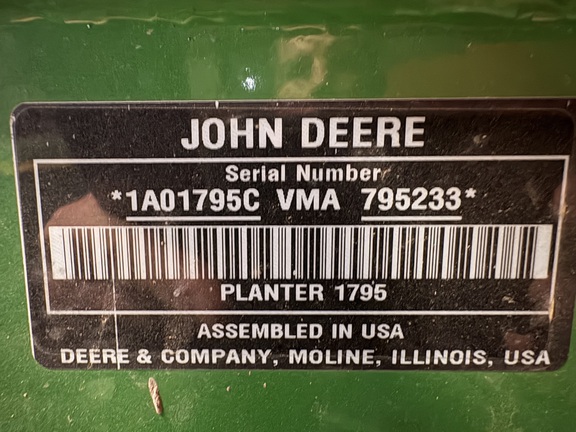 JOHN DEERE
Serial Number
*1A01795C VMA 795233*
PLANTER 1795
ASSEMBLED IN USA
DEERE & COMPANY, MOLINE, ILLINOIS, USA